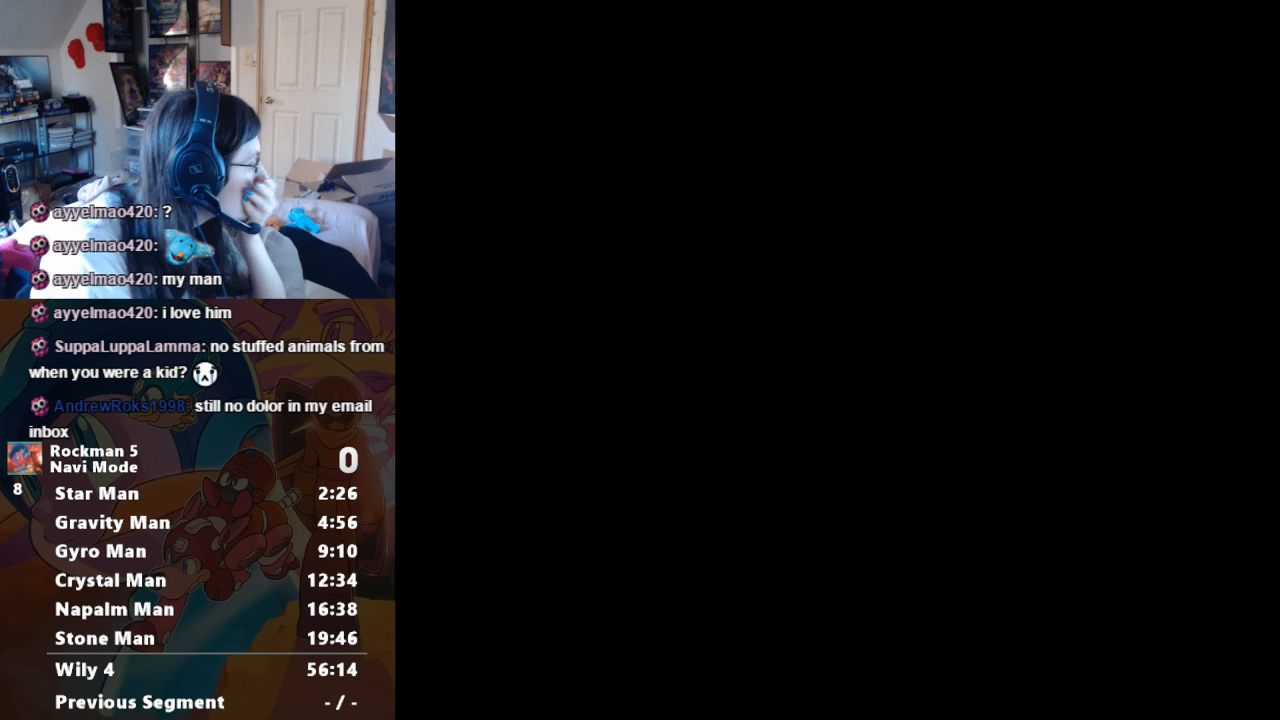 ayyelmao420: ?
ayyelmao420:
ayyelmao420: my man
ayyelmao420: i love him
SuppaLuppaLamma: no stuffed animals from
when you were a kid?
AndrewRoks1998: still no dolor in my email
inbox
Rockman 5
Navi Mode
0
8
Star Man 2:26
Gravity Man 4:56
Gyro Man 9:10
Crystal Man 12:34
Napalm Man 16:38
Stone Man 19:46
Wily 4 56:14
Previous Segment - / -